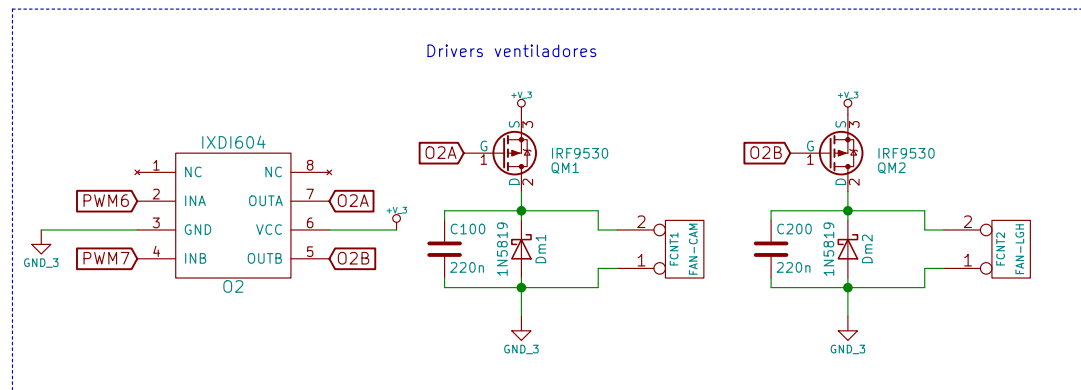 Drivers ventiladores
IXDI604
1 NC NC 8
PWM6 2 INA OUTA 7 O2A
3 GND VCC 6 +V_3
PWM7 4 INB OUTB 5 O2B
GND_3
O2
+V_3
S 3
O2A G 1
IRF9530
QM1
D 2
C100
220n
1N5819
Dm1
2
1
FCNT1
FAN-CAM
GND_3
+V_3
S 3
O2B G 1
IRF9530
QM2
D 2
C200
220n
1N5819
Dm2
2
1
FCNT2
FAN-LGH
GND_3